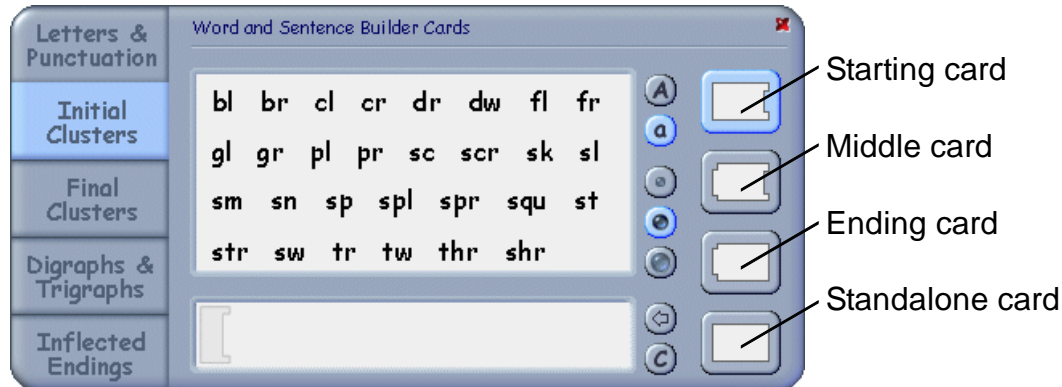 Word and Sentence Builder Cards
Letters &
Punctuation
Initial
Clusters
Final
Clusters
Digraphs &
Trigraphs
Inflected
Endings
bl br cl cr dr dw fl fr
gl gr pl pr sc scr sk sl
sm sn sp spl spr squ st
str sw tr tw thr shr
A
a
C
Starting card
Middle card
Ending card
Standalone card